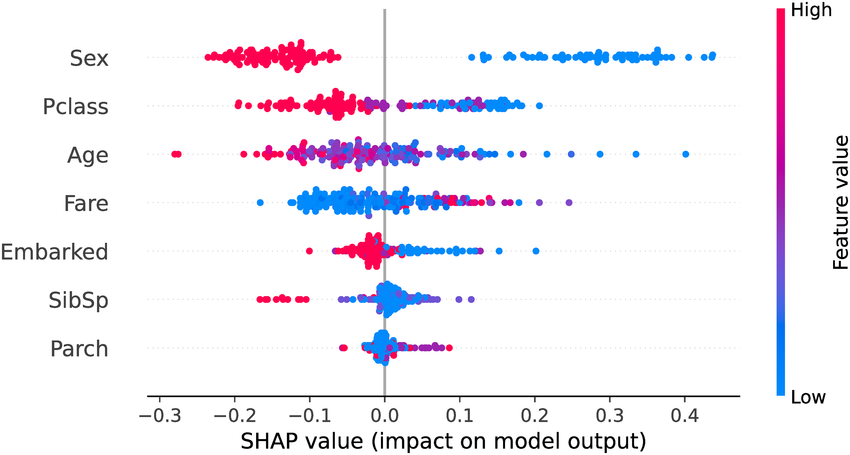 High
Sex
Pclass
Age
Fare
Embarked
SibSp
Parch
Feature value
Low
−0.3 −0.2 −0.1 0.0 0.1 0.2 0.3 0.4
SHAP value (impact on model output)